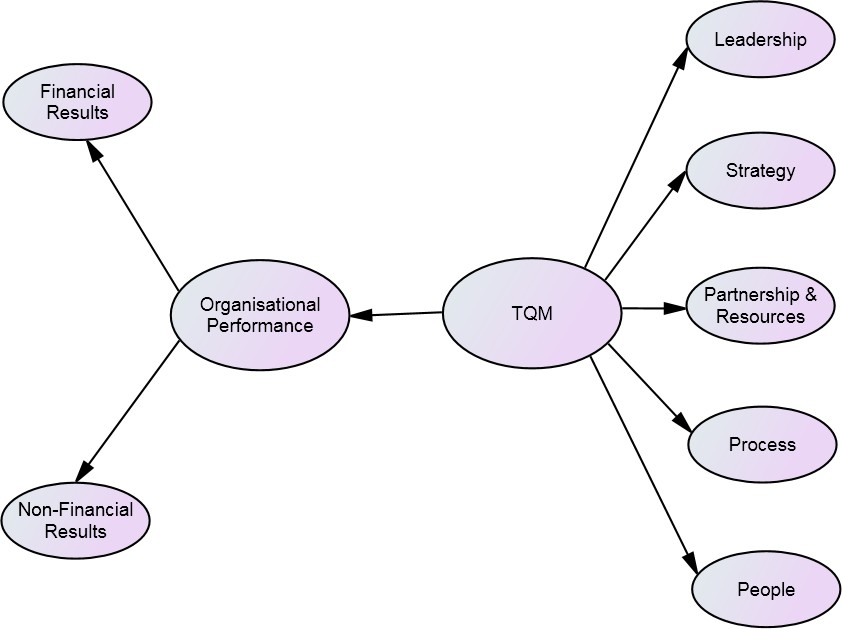 Leadership
Financial
Results
Strategy
Organisational
Performance
TQM
Partnership &
Resources
Process
Non-Financial
Results
People